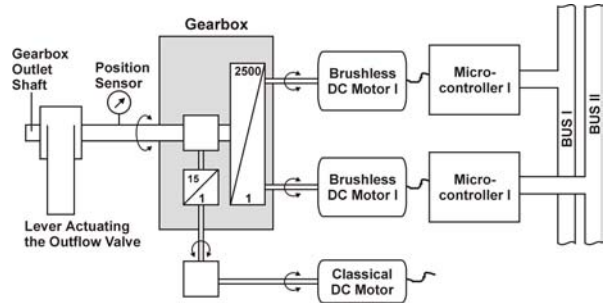 Gearbox
Gearbox
Outlet
Shaft
Position
Sensor
2500
1
15
1
Brushless
DC Motor I
Micro-
controller I
Brushless
DC Motor I
Micro-
controller I
BUS I
BUS II
Lever Actuating
the Outflow Valve
Classical
DC Motor